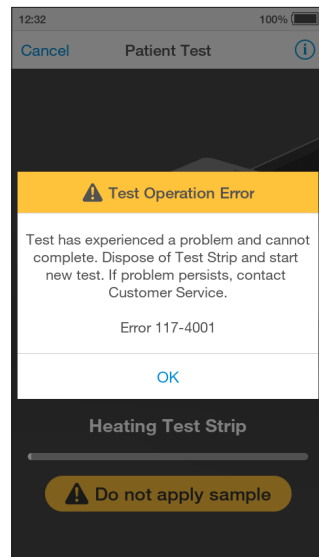 12:32 100%
Cancel Patient Test i
Test Operation Error
Test has experienced a problem and cannot
complete. Dispose of Test Strip and start
new test. If problem persists, contact
Customer Service.
Error 117-4001
OK
Heating Test Strip
Do not apply sample